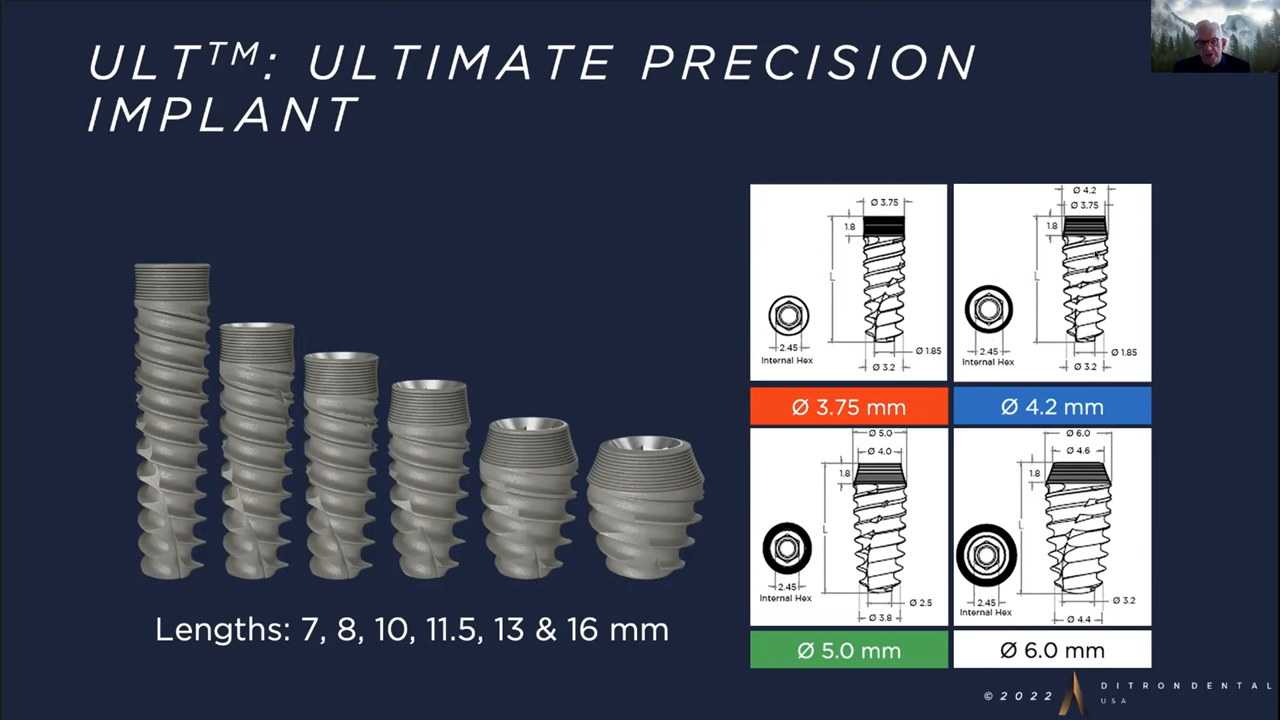 ULT™: ULTIMATE PRECISION
IMPLANT
Lengths: 7, 8, 10, 11.5, 13 & 16 mm
Ø 3.75
1.8
L
2.45
Internal Hex
Ø 1.85
Ø 3.2
Ø 3.75 mm
Ø 4.2
Ø 3.75
1.8
L
2.45
Internal Hex
Ø 1.85
Ø 3.2
Ø 4.2 mm
Ø 5.0
Ø 4.0
1.8
L
2.45
Internal Hex
Ø 2.5
Ø 3.8
Ø 5.0 mm
Ø 6.0
Ø 4.6
1.8
L
2.45
Internal Hex
Ø 3.2
Ø 4.4
Ø 6.0 mm
©2022
DITRONDENTAL
USA